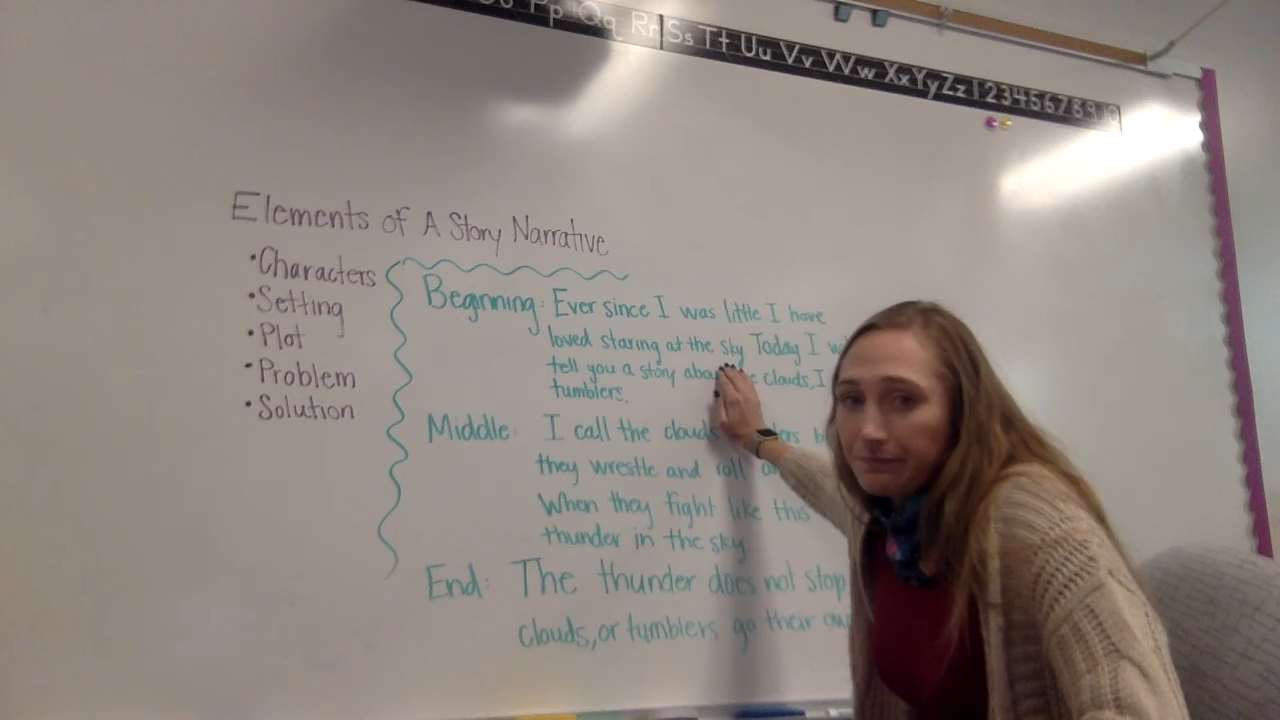 Pp Qq Rr Ss Tt Uu Vv Ww Xx Yy Zz 1 2 3 4 5 6 7 8 9 10
Elements of A Story Narrative
•Characters
•Setting
•Plot
•Problem
•Solution
Beginning: Ever since I was little I have
loved staring at the sky Today I
tell you a story clouds, I
tumblers.
Middle: I call the clouds
they wrestle and roll
When they fight like this
thunder in the sky.
End: The thunder does not stop
clouds, or tumblers go their